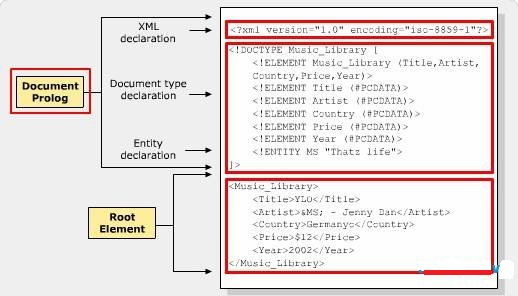 XML
declaration
Document type
declaration
Entity
declaration
Document
Prolog
Root
Element
<?xml version="1.0" encoding="iso-8859-1"?>
<!DOCTYPE Music_Library [
<!ELEMENT Music_Library (Title,Artist,
Country,Price,Year)>
<!ELEMENT Title (#PCDATA)>
<!ELEMENT Artist (#PCDATA)>
<!ELEMENT Country (#PCDATA)>
<!ELEMENT Price (#PCDATA)>
<!ELEMENT Year (#PCDATA)>
<!ENTITY MS "Thatz life">
]>
<Music_Library>
<Title>YLO</Title>
<Artist>&MS; - Jenny Dan</Artist>
<Country>Germanyo</Country>
<Price>$12</Price>
<Year>2002</Year>
</Music_Library>